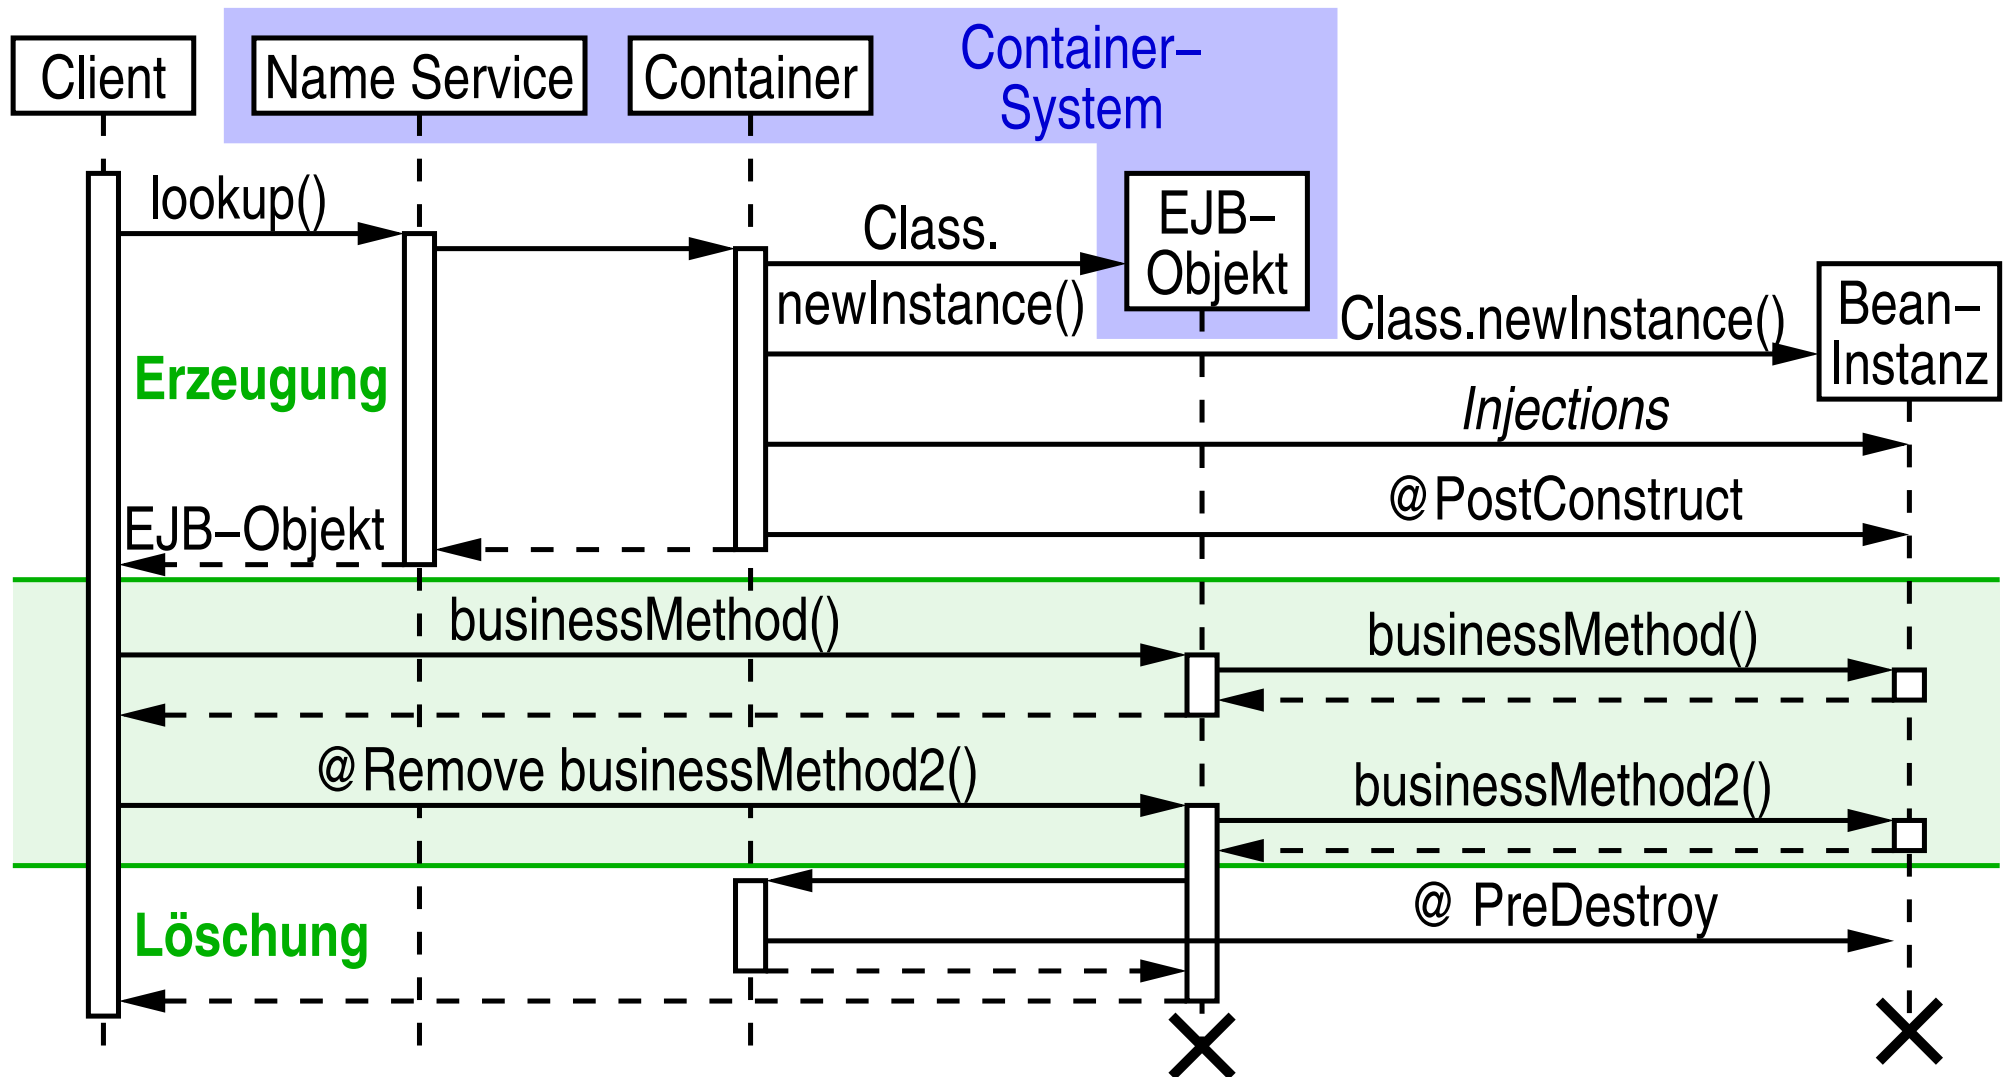 Client
Name Service
Container
Container–
System
lookup()
Class.
newInstance()
EJB–
Objekt
Class.newInstance()
Bean–
Instanz
Erzeugung
Injections
@PostConstruct
EJB–Objekt
businessMethod()
businessMethod()
@Remove businessMethod2()
businessMethod2()
@ PreDestroy
Löschung